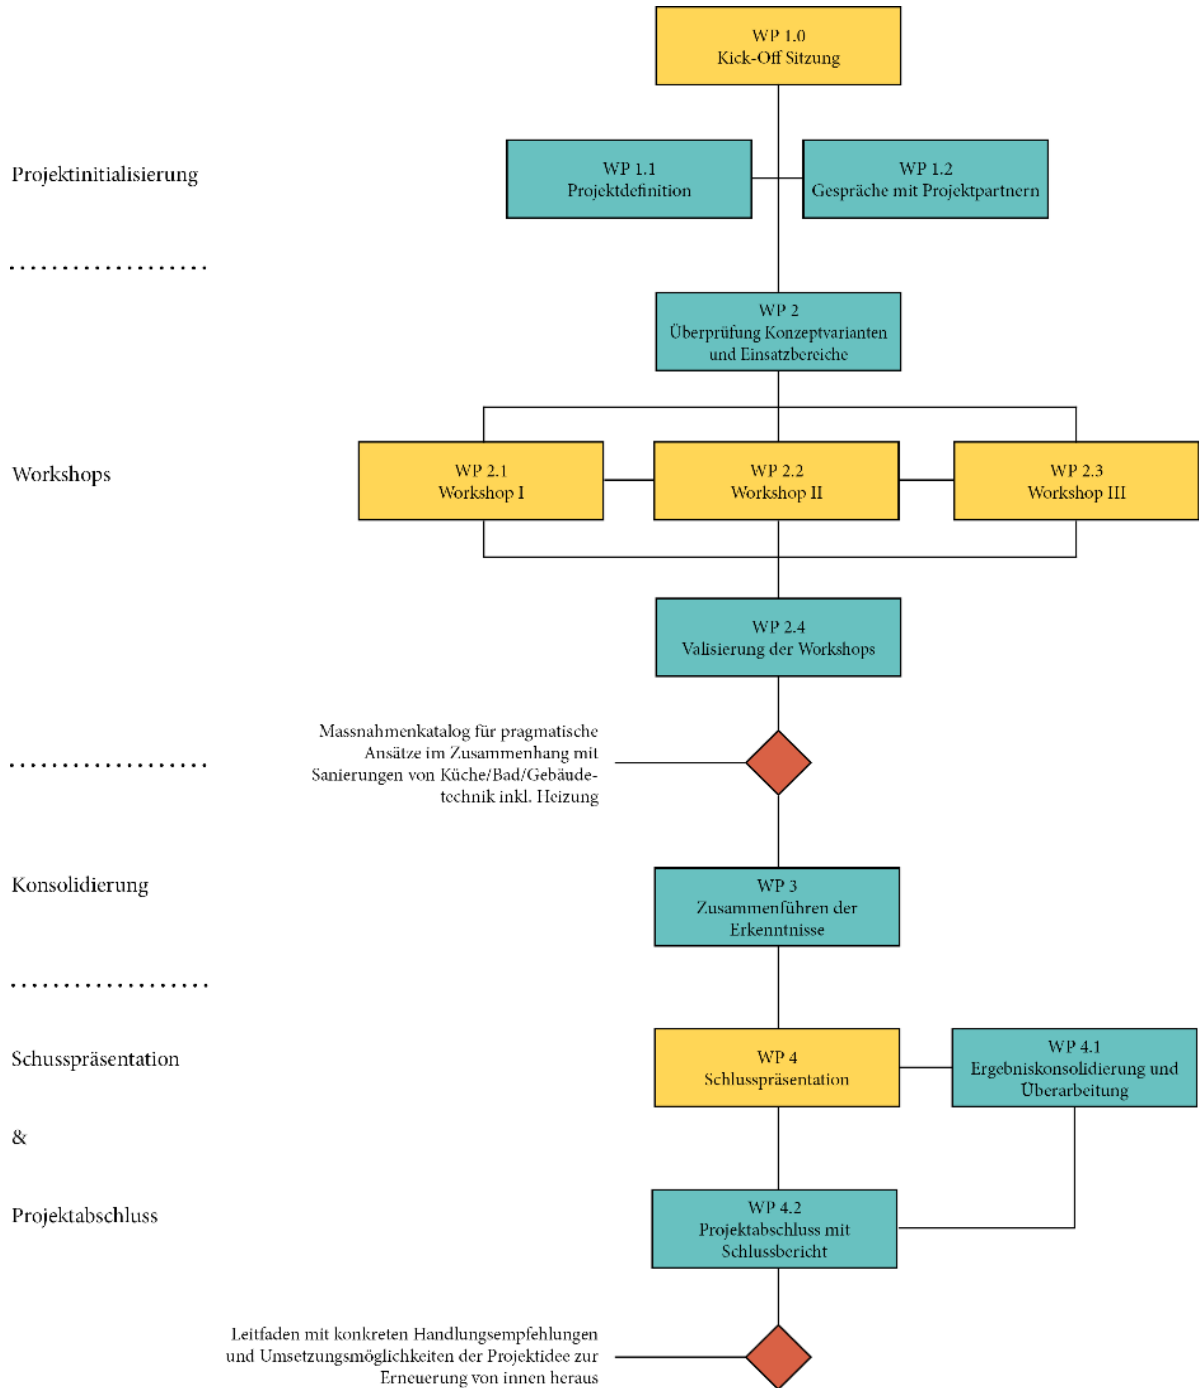 WP 1.0
Kick-Off Sitzung
Projektinitialisierung
WP 1.1
Projektdefinition
WP 1.2
Gespräche mit Projektpartnern
WP 2
Überprüfung Konzeptvarianten
und Einsatzbereiche
Workshops
WP 2.1
Workshop I
WP 2.2
Workshop II
WP 2.3
Workshop III
WP 2.4
Valisierung der Workshops
Massnahmenkatalog für pragmatische
Ansätze im Zusammenhang mit
Sanierungen von Küche/Bad/Gebäude-
technik inkl. Heizung
Konsolidierung
WP 3
Zusammenführen der
Erkenntnisse
Schusspräsentation
WP 4
Schlusspräsentation
WP 4.1
Ergebniskonsolidierung und
Überarbeitung
&
Projektabschluss
WP 4.2
Projektabschluss mit
Schlussbericht
Leitfaden mit konkreten Handlungsempfehlungen
und Umsetzungsmöglichkeiten der Projektidee zur
Erneuerung von innen heraus